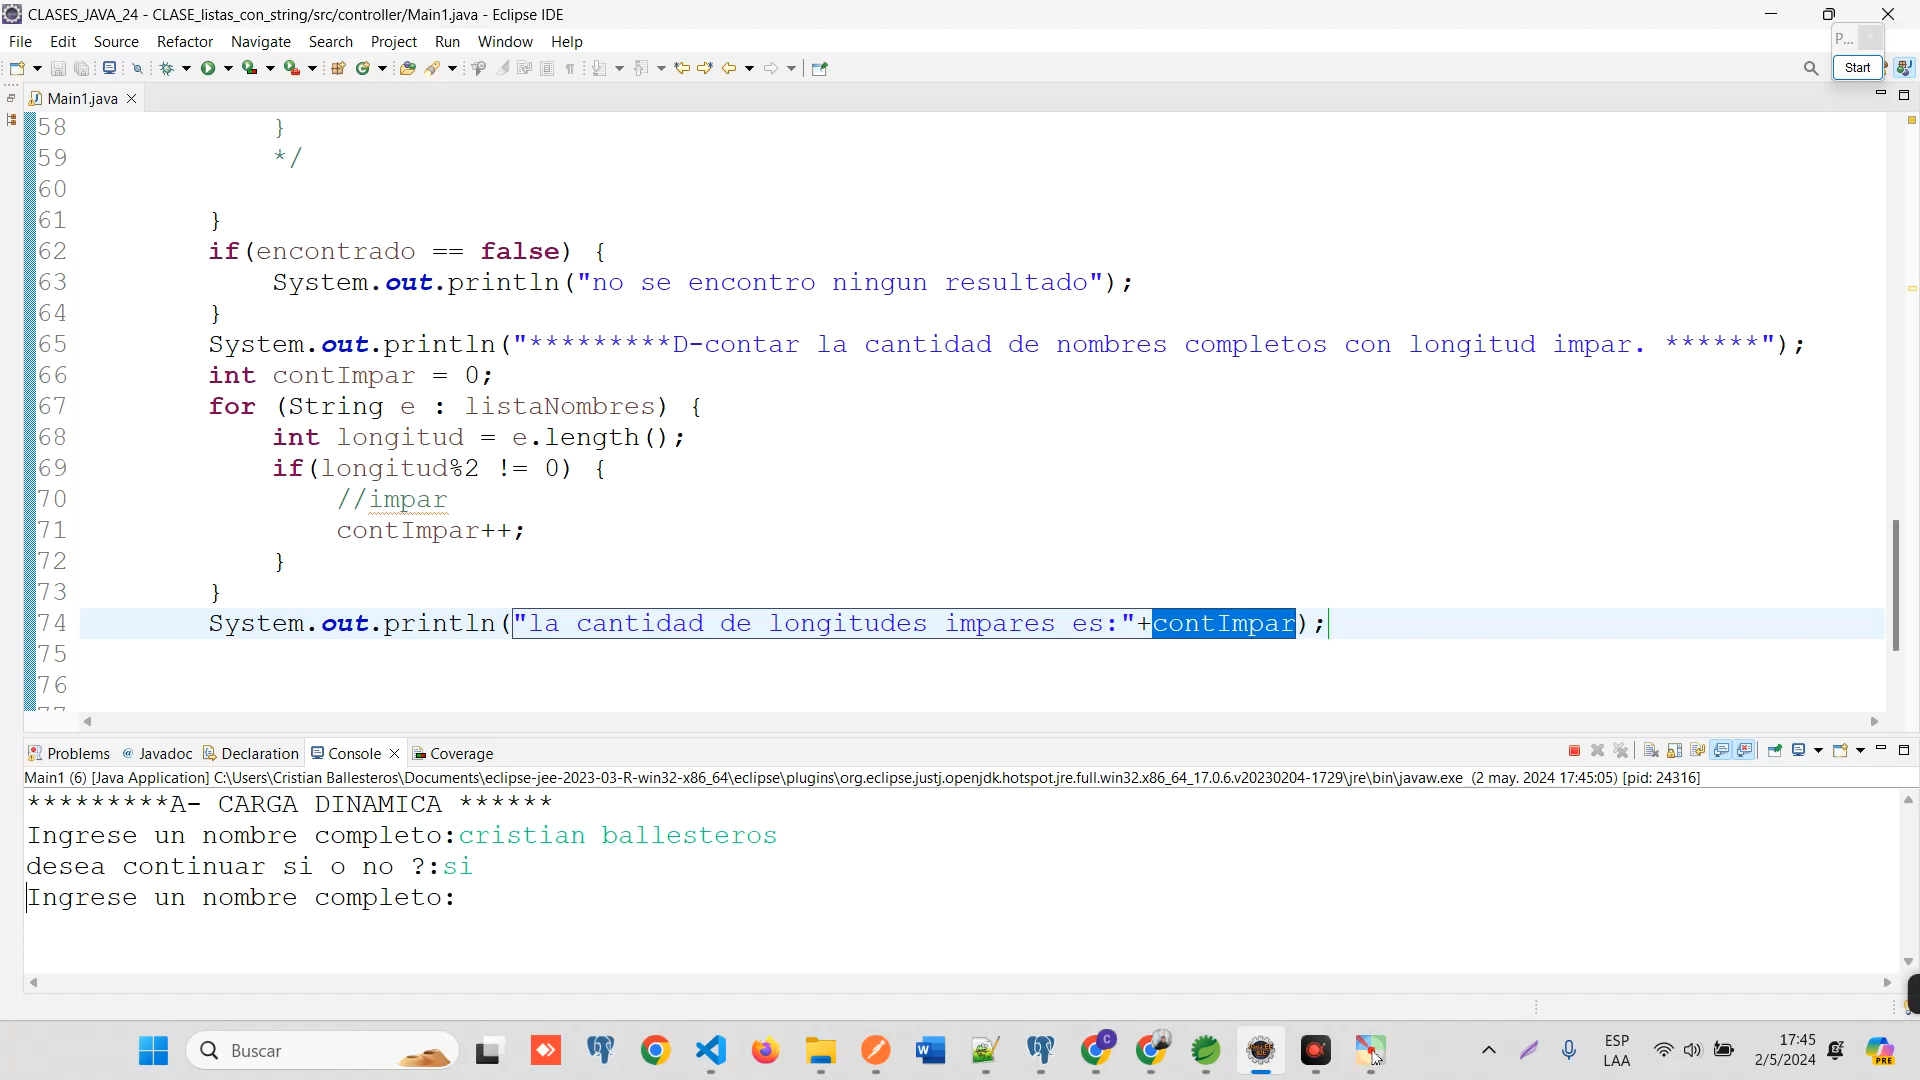 CLASES_JAVA_24 - CLASE_listas_con_string/src/controller/Main1.java - Eclipse IDE
File Edit Source Refactor Navigate Search Project Run Window Help
P...
Start
Main1.java
58 }
59 */
60
61 }
62 if(encontrado == false) {
63 System.out.println("no se encontro ningun resultado");
64 }
65 System.out.println("*********D-contar la cantidad de nombres completos con longitud impar. ******");
66 int contImpar = 0;
67 for (String e : listaNombres) {
68 int longitud = e.length();
69 if(longitud%2 != 0) {
70 //impar
71 contImpar++;
72 }
73 }
74 System.out.println("la cantidad de longitudes impares es:"+contImpar);
75
76
77
Problems Javadoc Declaration Console Coverage
Main1 (6) [Java Application] C:\Users\Cristian Ballesteros\Documents\eclipse-jee-2023-03-R-win32-x86_64\eclipse\plugins\org.eclipse.justj.openjdk.hotspot.jre.full.win32.x86_64_17.0.6.v20230204-1729\jre\bin\javaw.exe (2 may. 2024 17:45:05) [pid: 24316]
*********A- CARGA DINAMICA ******
Ingrese un nombre completo:cristian ballesteros
desea continuar si o no ?:si
Ingrese un nombre completo:
Buscar
ESP
LAA
17:45
2/5/2024
PRE